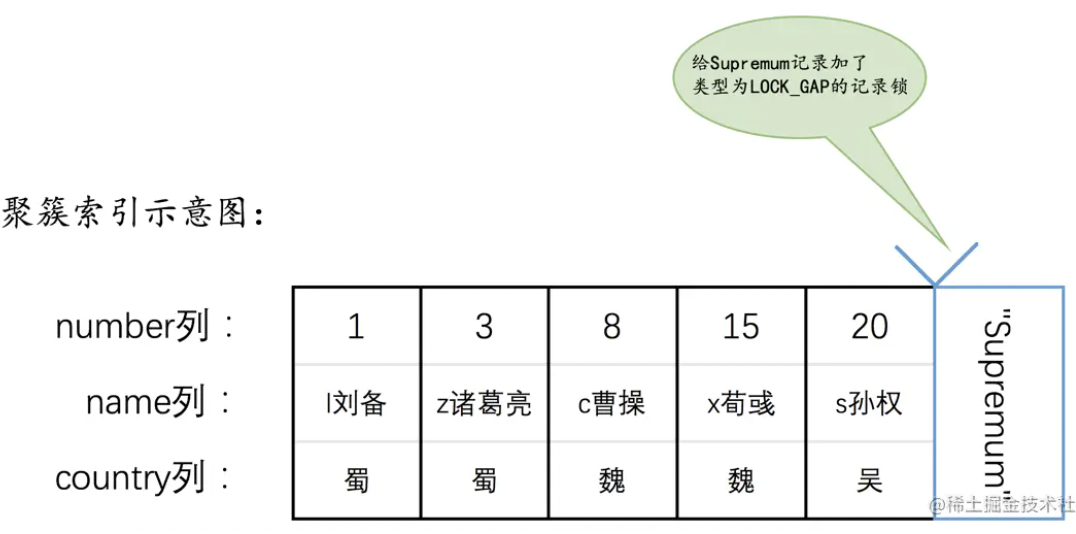 给Supremum记录加了
类型为LOCK_GAP的记录锁
聚簇索引示意图：
number列： 1 3 8 15 20 "Supremum"
name列： l刘备 z诸葛亮 c曹操 x荀彧 s孙权
country列： 蜀 蜀 魏 魏 吴
@稀土掘金技术社